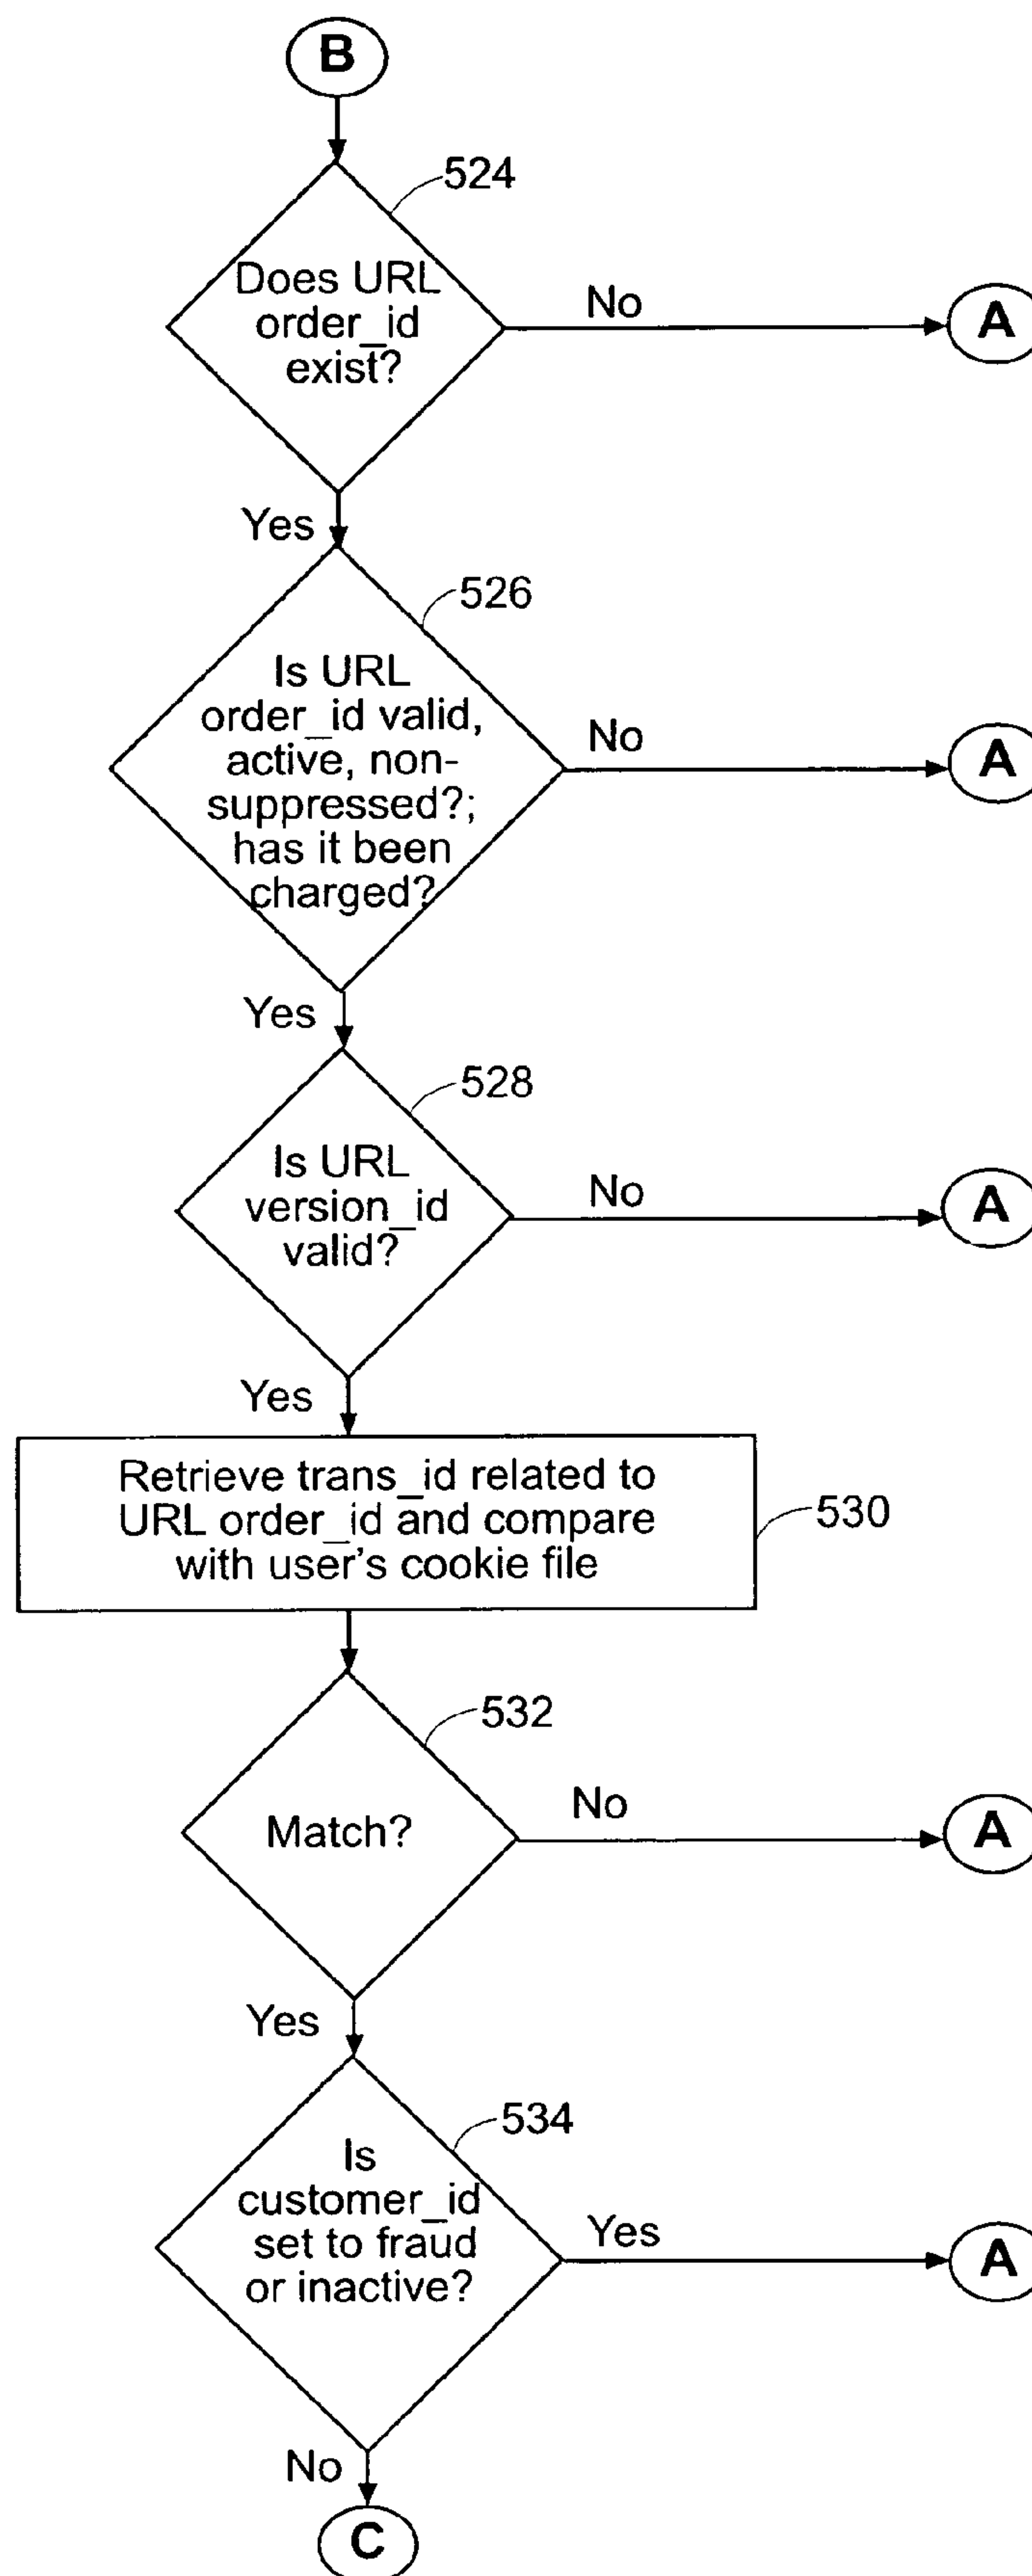 B
524
Does URL
order_id
exist?
No
A
Yes
526
Is URL
order_id valid,
active, non-
suppressed?;
has it been
charged?
No
A
Yes
528
Is URL
version_id
valid?
No
A
Yes
Retrieve trans_id related to
URL order_id and compare
with user's cookie file
530
532
Match?
No
A
Yes
534
Is
customer_id
set to fraud
or inactive?
Yes
A
No
C